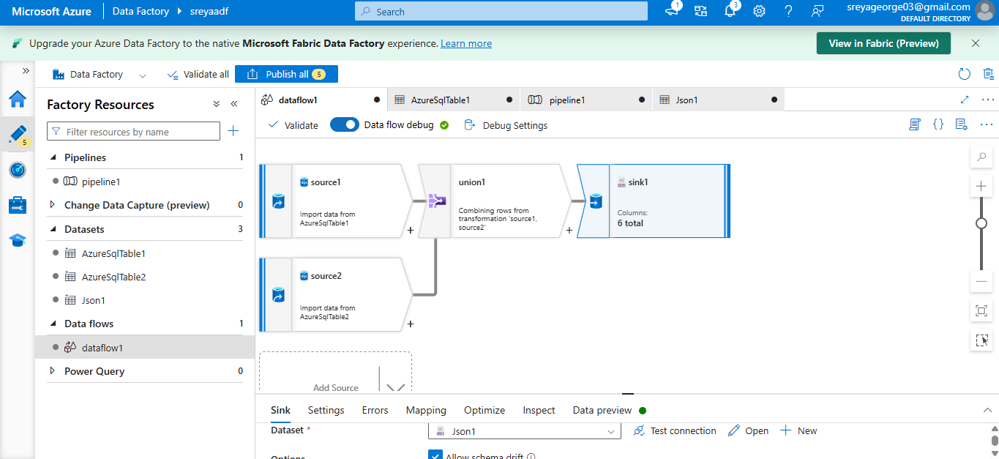 Microsoft Azure Data Factory sreyaadf Search 1 3 sreyageorge03@gmail.com
DEFAULT DIRECTORY
Upgrade your Azure Data Factory to the native Microsoft Fabric Data Factory experience. Learn more View in Fabric (Preview)
Data Factory Validate all Publish all 5
Factory Resources
Filter resources by name
5
Pipelines 1
pipeline1
Change Data Capture (preview) 0
Datasets 3
AzureSqlTable1
AzureSqlTable2
Json1
Data flows 1
dataflow1
Power Query 0
dataflow1 AzureSqlTable1 pipeline1 Json1
Validate Data flow debug Debug Settings
source1
Import data from
AzureSqlTable1
union1
Combining rows from
transformation 'source1,
source2'
sink1
Columns:
6 total
source2
Import data from
AzureSqlTable2
Add Source
Sink Settings Errors Mapping Optimize Inspect Data preview
Dataset * Json1 Test connection Open New
Options Allow schema drift